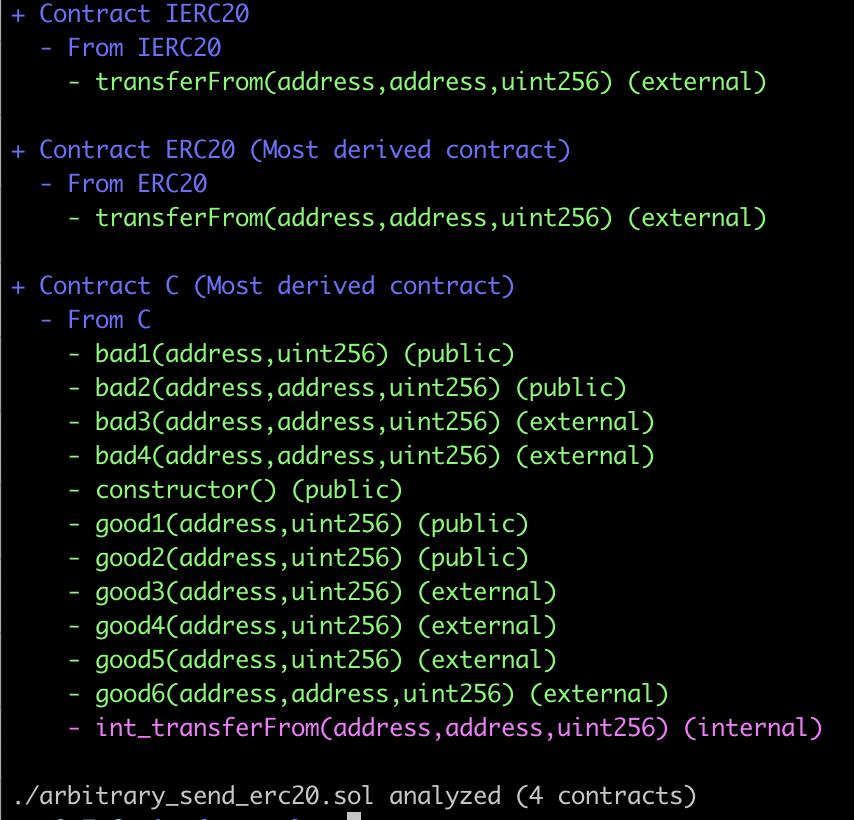 + Contract IERC20
- From IERC20
- transferFrom(address,address,uint256) (external)
+ Contract ERC20 (Most derived contract)
- From ERC20
- transferFrom(address,address,uint256) (external)
+ Contract C (Most derived contract)
- From C
- bad1(address,uint256) (public)
- bad2(address,address,uint256) (public)
- bad3(address,address,uint256) (external)
- bad4(address,address,uint256) (external)
- constructor() (public)
- good1(address,uint256) (public)
- good2(address,uint256) (public)
- good3(address,uint256) (external)
- good4(address,uint256) (external)
- good5(address,uint256) (external)
- good6(address,address,uint256) (external)
- int_transferFrom(address,address,uint256) (internal)
./arbitrary_send_erc20.sol analyzed (4 contracts)